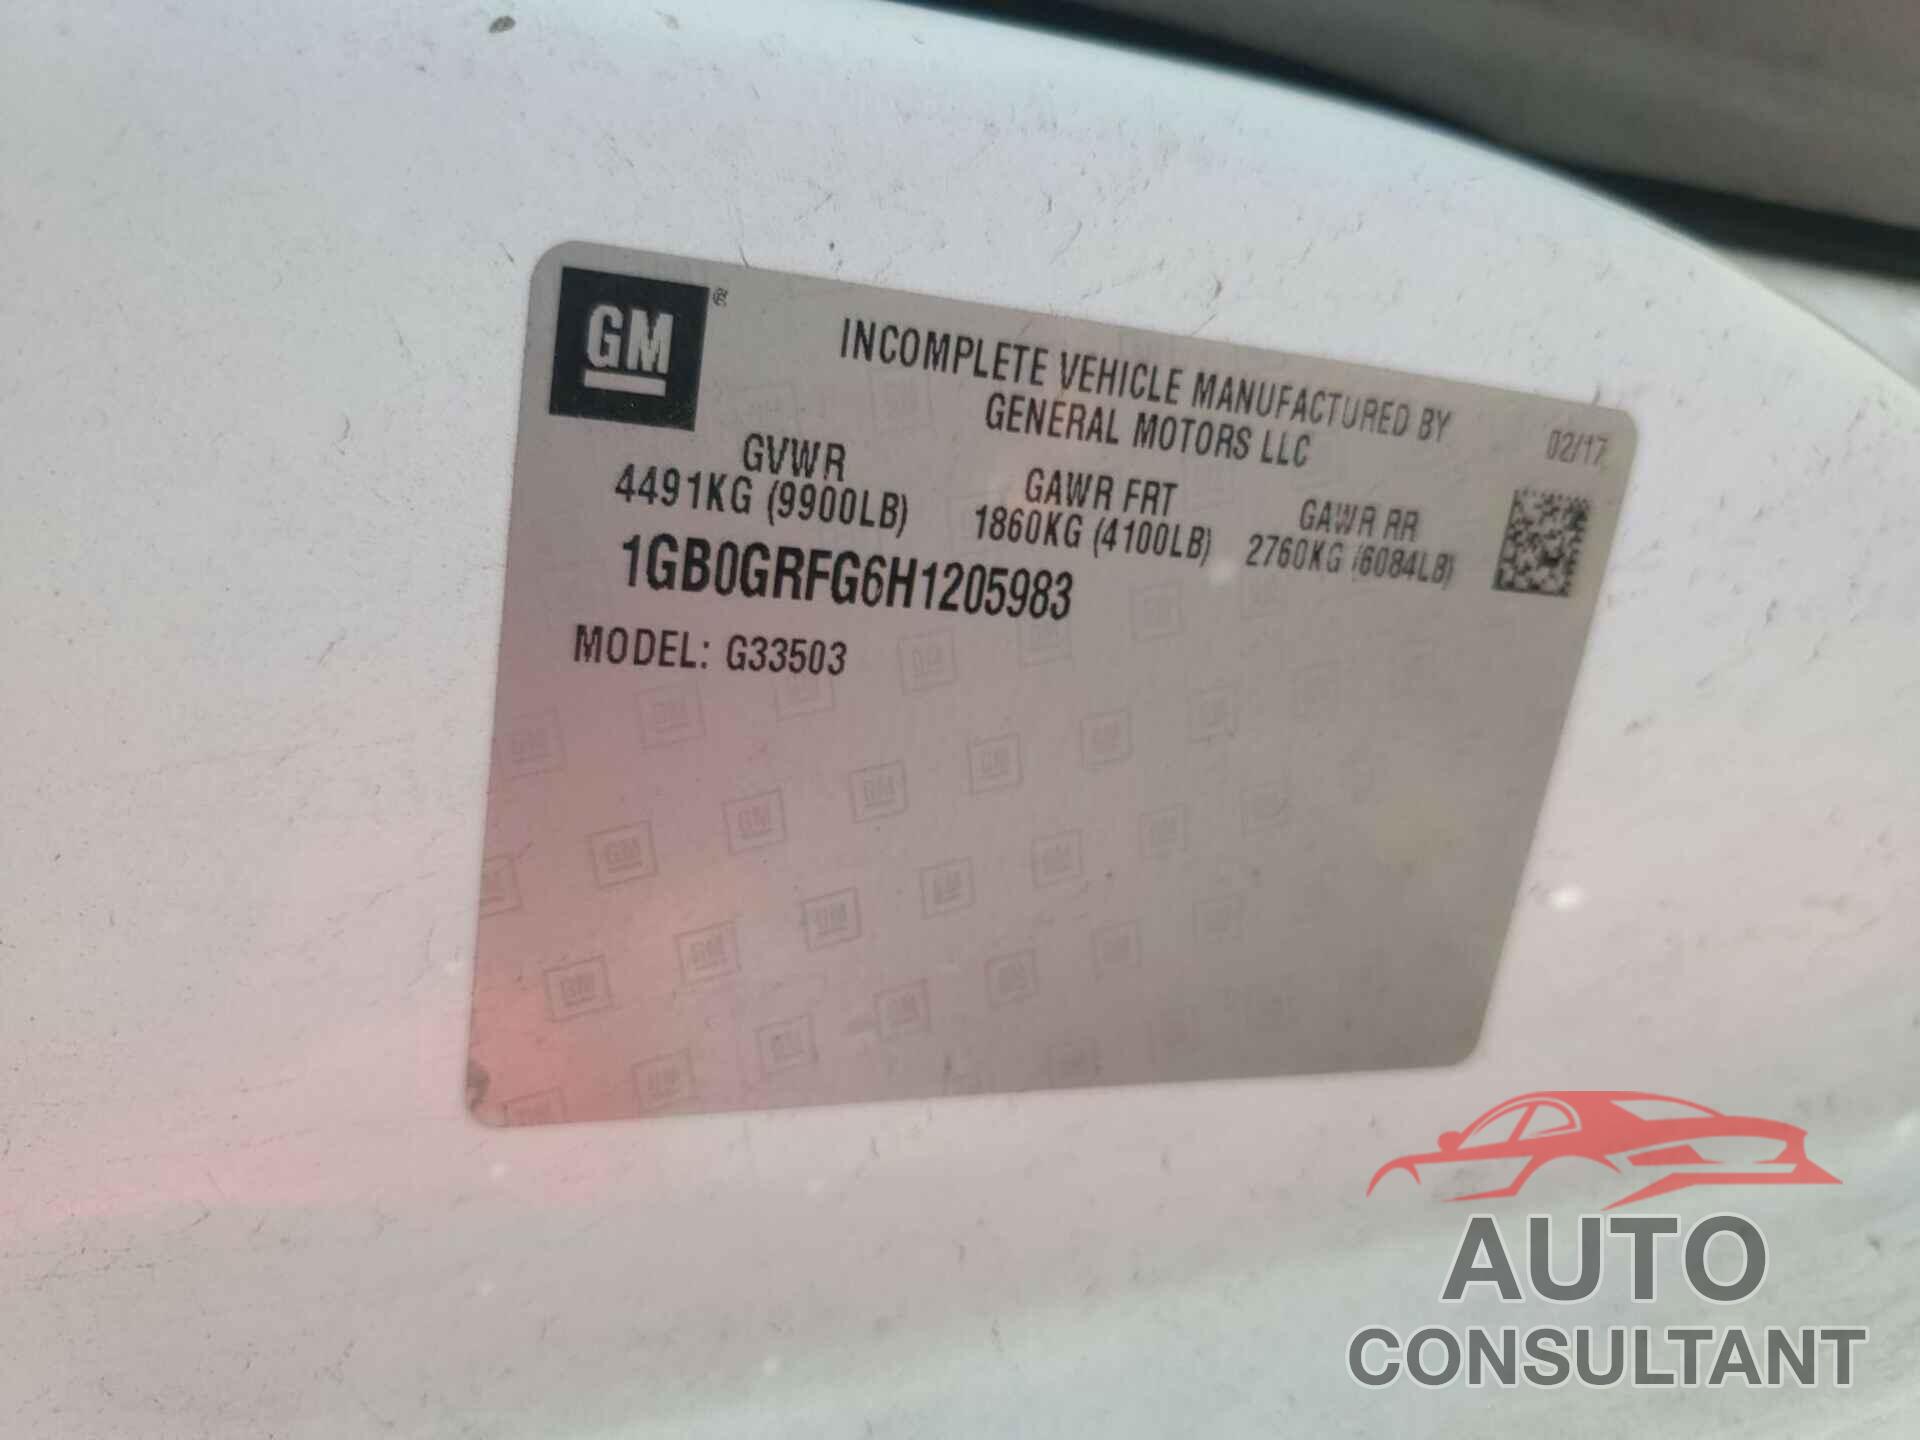 GM®
INCOMPLETE VEHICLE MANUFACTURED BY
GENERAL MOTORS LLC
02/17
GVWR
4491KG (9900LB)
GAWR FRT
1860KG (4100LB)
GAWR RR
2760KG (6084LB)
1GB0GRFG6H1205983
MODEL: G33503
AUTO
CONSULTANT